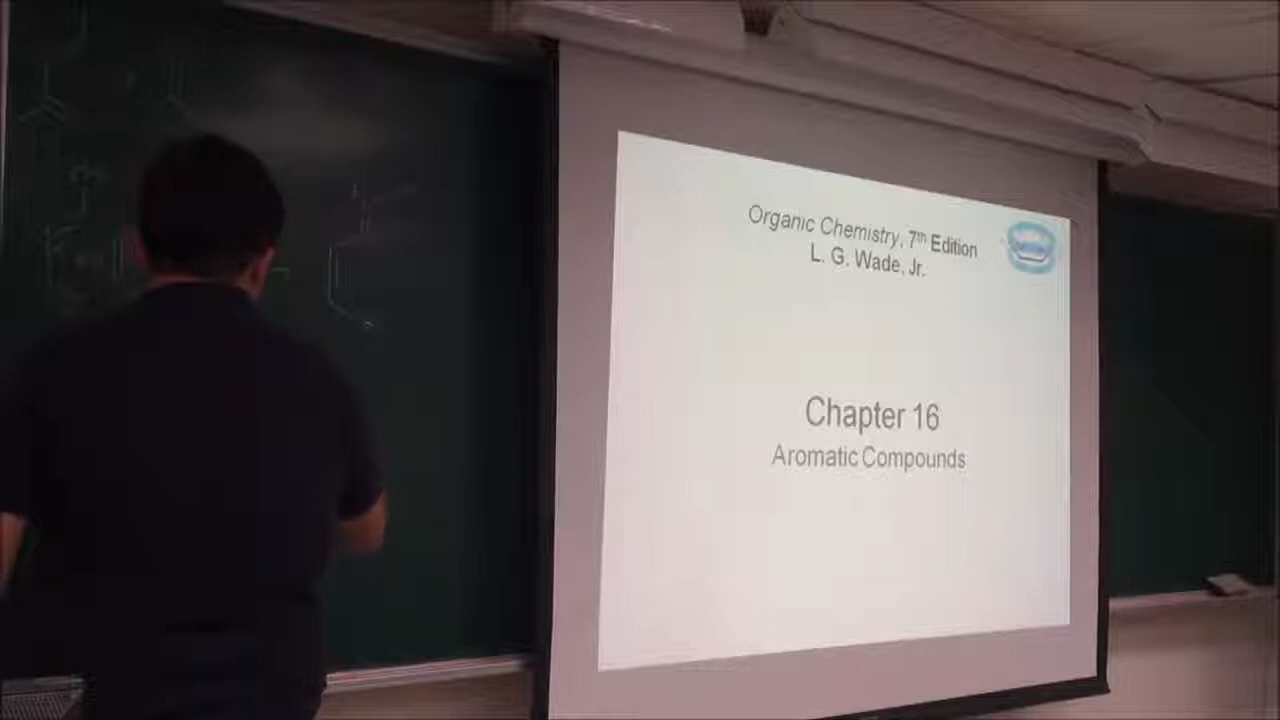 Organic Chemistry, 7th Edition
L. G. Wade, Jr.
Chapter 16
Aromatic Compounds